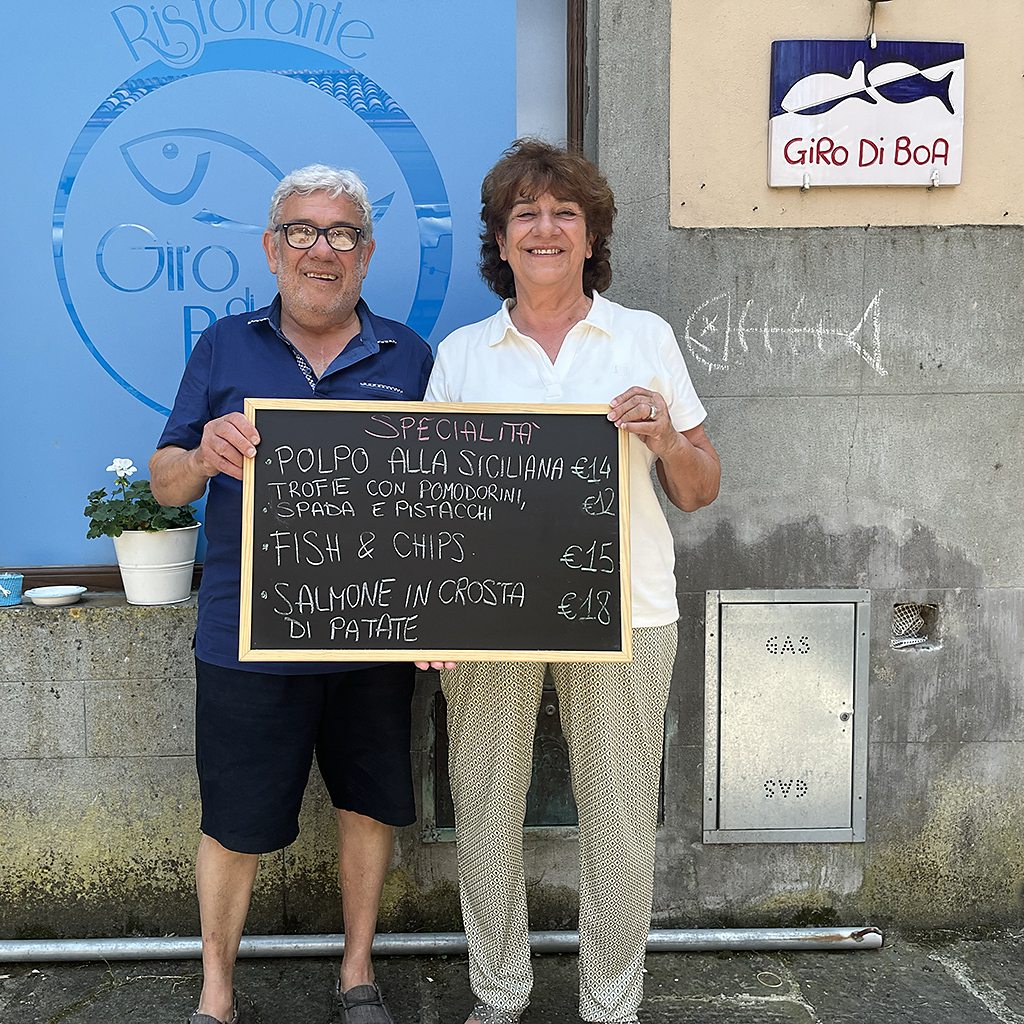 Ristorante
Giro
di
B
GiRO Di BOA
SPECIALITÀ
• POLPO ALLA SICILIANA €14
TROFIE CON POMODORINI,
• SPADA E PISTACCHI €12
• FISH & CHIPS. €15
• SALMONE IN CROSTA
DI PATATE €18
GAS
GAS